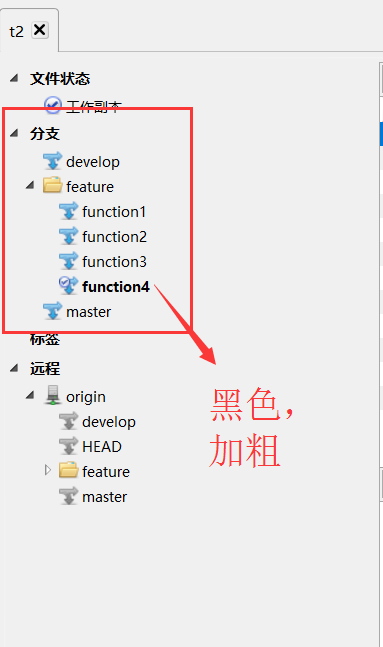 t2
文件状态
工作副本
分支
develop
feature
function1
function2
function3
function4
master
标签
远程
origin
develop
HEAD
feature
master
黑色，
加粗